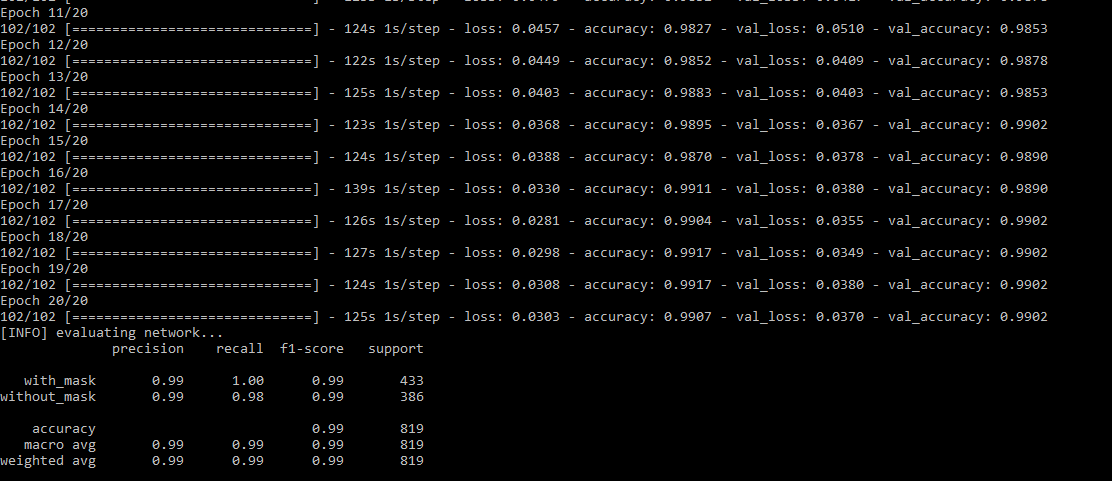 Epoch 11/20
102/102 [==============================] - 124s 1s/step - loss: 0.0457 - accuracy: 0.9827 - val_loss: 0.0510 - val_accuracy: 0.9853
Epoch 12/20
102/102 [==============================] - 122s 1s/step - loss: 0.0449 - accuracy: 0.9852 - val_loss: 0.0409 - val_accuracy: 0.9878
Epoch 13/20
102/102 [==============================] - 125s 1s/step - loss: 0.0403 - accuracy: 0.9883 - val_loss: 0.0403 - val_accuracy: 0.9853
Epoch 14/20
102/102 [==============================] - 123s 1s/step - loss: 0.0368 - accuracy: 0.9895 - val_loss: 0.0367 - val_accuracy: 0.9902
Epoch 15/20
102/102 [==============================] - 124s 1s/step - loss: 0.0388 - accuracy: 0.9870 - val_loss: 0.0378 - val_accuracy: 0.9890
Epoch 16/20
102/102 [==============================] - 139s 1s/step - loss: 0.0330 - accuracy: 0.9911 - val_loss: 0.0380 - val_accuracy: 0.9890
Epoch 17/20
102/102 [==============================] - 126s 1s/step - loss: 0.0281 - accuracy: 0.9904 - val_loss: 0.0355 - val_accuracy: 0.9902
Epoch 18/20
102/102 [==============================] - 127s 1s/step - loss: 0.0298 - accuracy: 0.9917 - val_loss: 0.0349 - val_accuracy: 0.9902
Epoch 19/20
102/102 [==============================] - 124s 1s/step - loss: 0.0308 - accuracy: 0.9917 - val_loss: 0.0380 - val_accuracy: 0.9902
Epoch 20/20
102/102 [==============================] - 125s 1s/step - loss: 0.0303 - accuracy: 0.9907 - val_loss: 0.0370 - val_accuracy: 0.9902
[INFO] evaluating network...
precision recall f1-score support
with_mask 0.99 1.00 0.99 433
without_mask 0.99 0.98 0.99 386
accuracy 0.99 819
macro avg 0.99 0.99 0.99 819
weighted avg 0.99 0.99 0.99 819